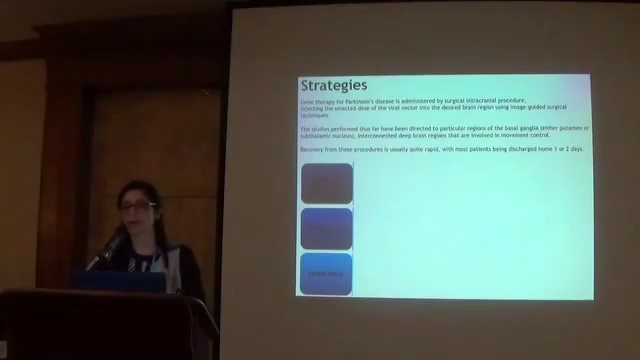 Strategies
Gene therapy for Parkinson's disease is administered by surgical intracranial procedure,
injecting the selected dose of the viral vector into the desired brain region using image guided surgical
techniques.
The studies performed thus far have been directed to particular regions of the basal ganglia (either putamen or
subthalamic nucleus), interconnected deep brain regions that are involved in movement control.
Recovery from these procedures is usually quite rapid, with most patients being discharged home 1 or 2 days.